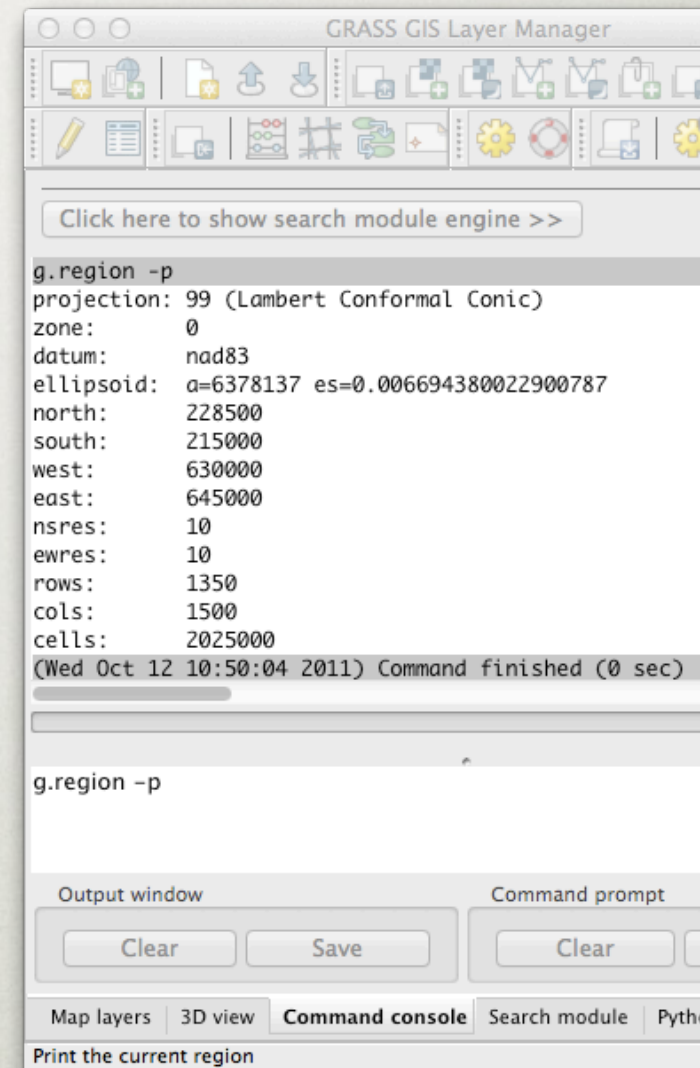 GRASS GIS Layer Manager
Click here to show search module engine >>
g.region -p
projection: 99 (Lambert Conformal Conic)
zone: 0
datum: nad83
ellipsoid: a=6378137 es=0.006694380022900787
north: 228500
south: 215000
west: 630000
east: 645000
nsres: 10
ewres: 10
rows: 1350
cols: 1500
cells: 2025000
(Wed Oct 12 10:50:04 2011) Command finished (0 sec)
g.region -p
Output window Command prompt
Clear Save Clear
Map layers 3D view Command console Search module Pyth
Print the current region